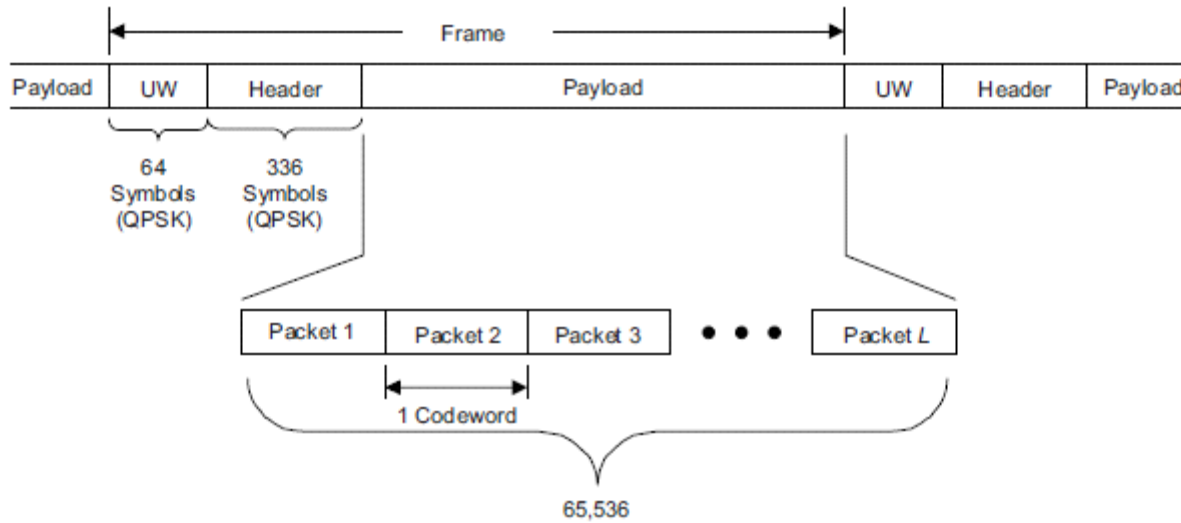 Frame
Payload UW Header Payload UW Header Payload
64 Symbols (QPSK)
336 Symbols (QPSK)
Packet 1 Packet 2 Packet 3 Packet L
1 Codeword
65,536